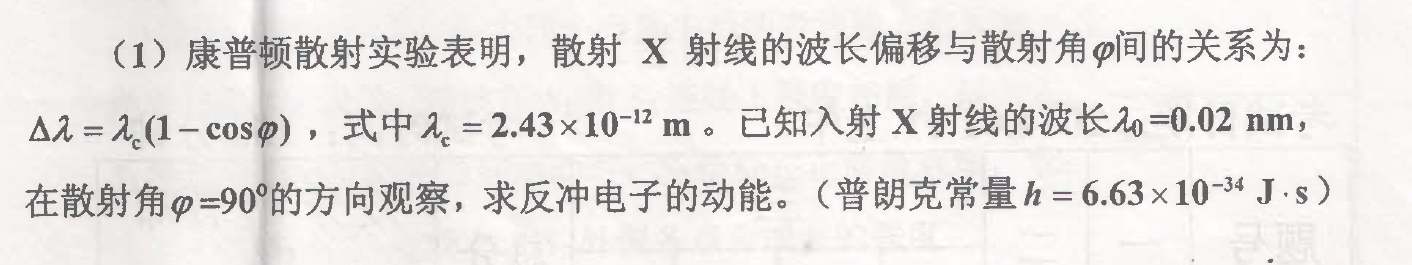 （1）康普顿散射实验表明，散射 X 射线的波长偏移与散射角φ间的关系为：
Δλ = λc(1 − cosφ) ，式中 λc = 2.43×10⁻¹² m 。已知入射 X 射线的波长λ0=0.02 nm，
在散射角φ=90⁰的方向观察，求反冲电子的动能。（普朗克常量 h = 6.63×10⁻³⁴ J·s）